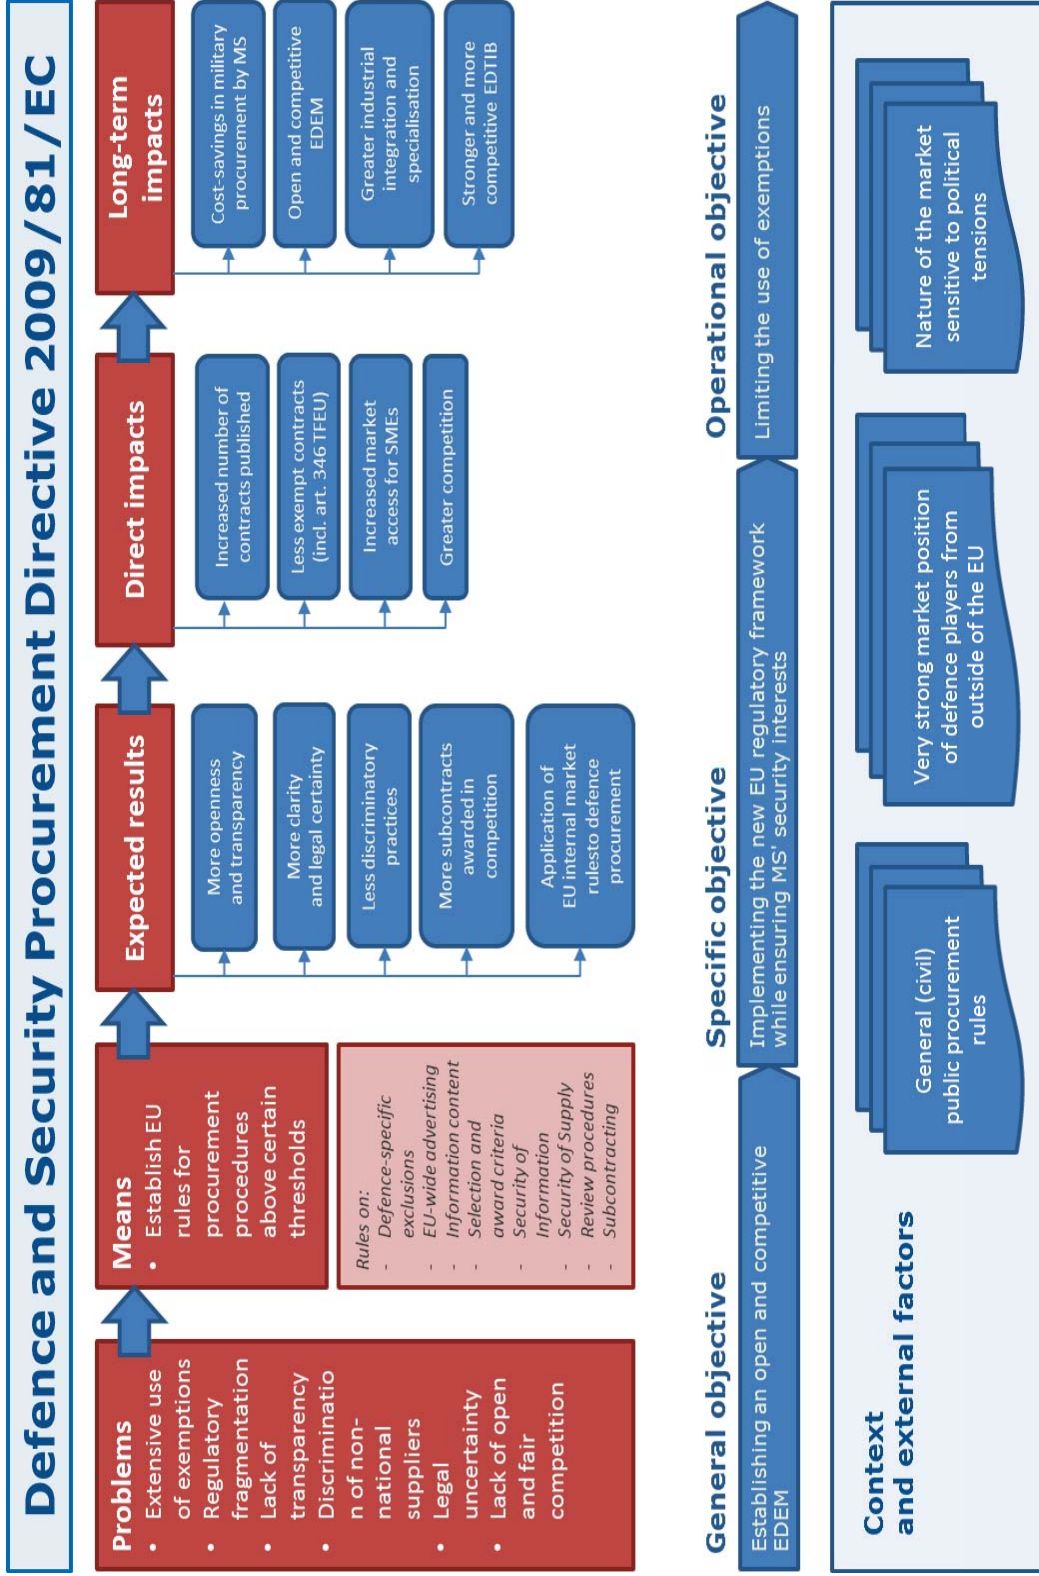 Defence and Security Procurement Directive 2009/81/EC
Problems
• Extensive use
of exemptions
• Regulatory
fragmentation
• Lack of
transparency
• Discriminatio
n of non-
national
suppliers
• Legal
uncertainty
• Lack of open
and fair
competition
Means
• Establish EU
rules for
procurement
procedures
above certain
thresholds
Rules on:
- Defence-specific
exclusions
- EU-wide advertising
- Information content
- Selection and
award criteria
- Security of
Information
- Security of Supply
- Review procedures
- Subcontracting
Expected results
More openness
and transparency
More clarity
and legal certainty
Less discriminatory
practices
More subcontracts
awarded in
competition
Application of
EU internal market
rulesto defence
procurement
Direct impacts
Increased number of
contracts published
Less exempt contracts
(incl. art. 346 TFEU)
Increased market
access for SMEs
Greater competition
Long-term
impacts
Cost-savings in military
procurement by MS
Open and competitive
EDEM
Greater industrial
integration and
specialisation
Stronger and more
competitive EDTIB
General objective
Establishing an open and competitive
EDEM
Specific objective
Implementing the new EU regulatory framework
while ensuring MS' security interests
Operational objective
Limiting the use of exemptions
Context
and external factors
General (civil)
public procurement
rules
Very strong market position
of defence players from
outside of the EU
Nature of the market
sensitive to political
tensions